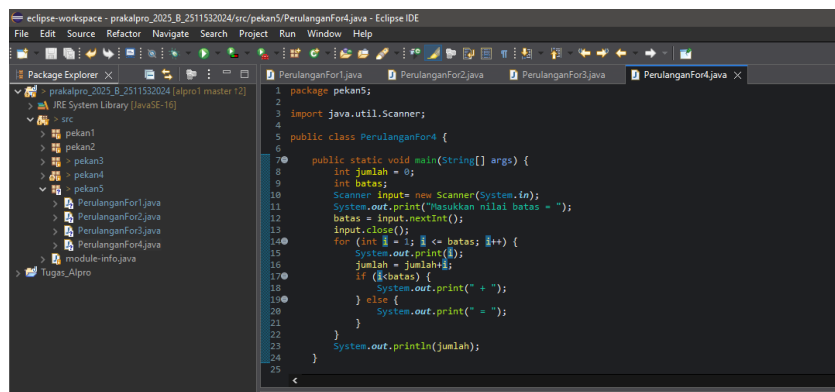 eclipse-workspace - prakalpro_2025_B_2511532024/src/pekan5/PerulanganFor4.java - Eclipse IDE
File Edit Source Refactor Navigate Search Project Run Window Help
Package Explorer
prakalpro_2025_B_2511532024 [alpro1 master ↑2]
JRE System Library [JavaSE-16]
> src
pekan1
pekan2
> pekan3
> pekan4
> pekan5
PerulanganFor1.java
PerulanganFor2.java
PerulanganFor3.java
PerulanganFor4.java
module-info.java
Tugas_Alpro
PerulanganFor1.java PerulanganFor2.java PerulanganFor3.java PerulanganFor4.java
1 package pekan5;
2
3 import java.util.Scanner;
4
5 public class PerulanganFor4 {
6
7 public static void main(String[] args) {
8 int jumlah = 0;
9 int batas;
10 Scanner input= new Scanner(System.in);
11 System.out.print("Masukkan nilai batas = ");
12 batas = input.nextInt();
13 input.close();
14 for (int i = 1; i <= batas; i++) {
15 System.out.print(i);
16 jumlah = jumlah+i;
17 if (i<batas) {
18 System.out.print(" + ");
19 } else {
20 System.out.print(" = ");
21 }
22 }
23 System.out.println(jumlah);
24 }
25